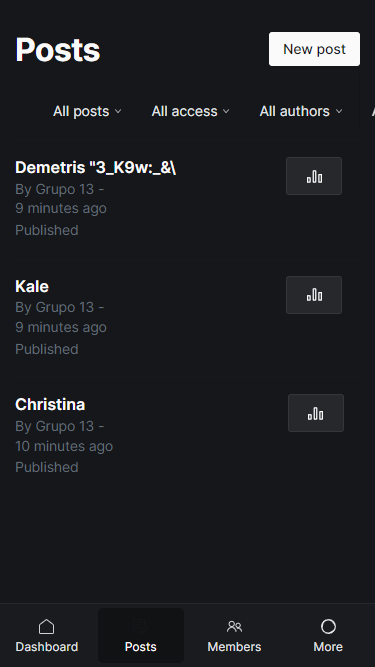 Posts
New post
All posts
All access
All authors
Demetris "3_K9w:_&\
By Grupo 13 -
9 minutes ago
Published
Kale
By Grupo 13 -
9 minutes ago
Published
Christina
By Grupo 13 -
10 minutes ago
Published
Dashboard
Posts
Members
More